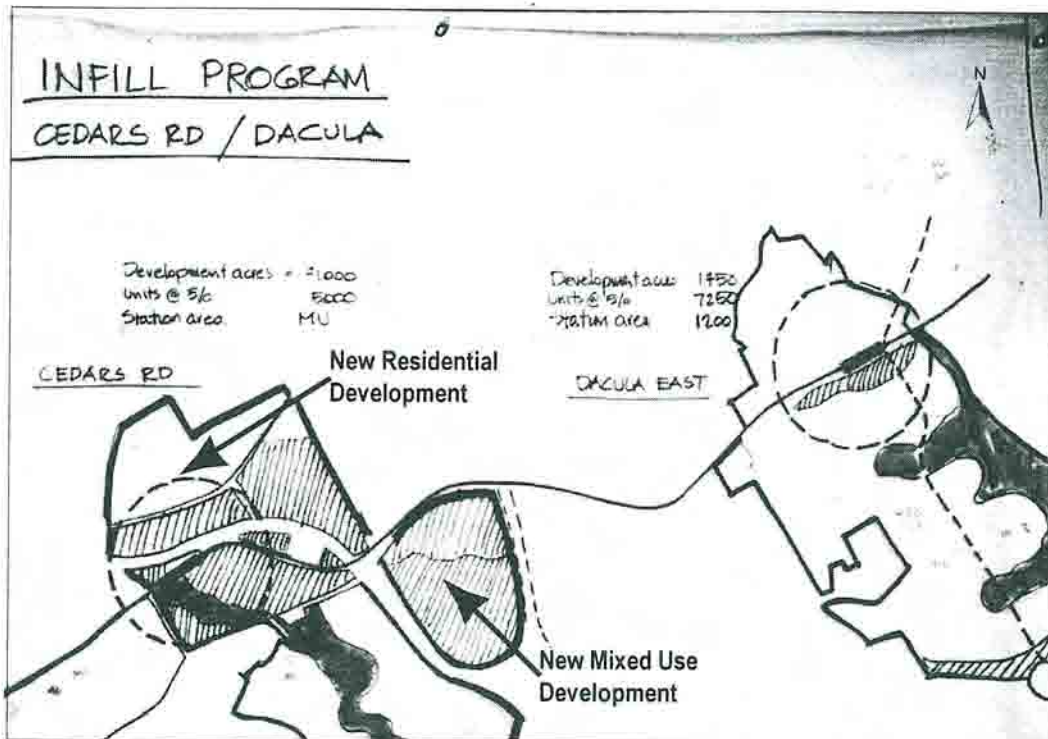 INFILL PROGRAM
CEDARS RD / DACULA
N
Development acres = ±1000
Units @ 5/a 5000
Station area. MU
Development acres 1450
Units @ 5/a 7250
Station area 1200
CEDARS RD
New Residential
Development
DACULA EAST
New Mixed Use
Development